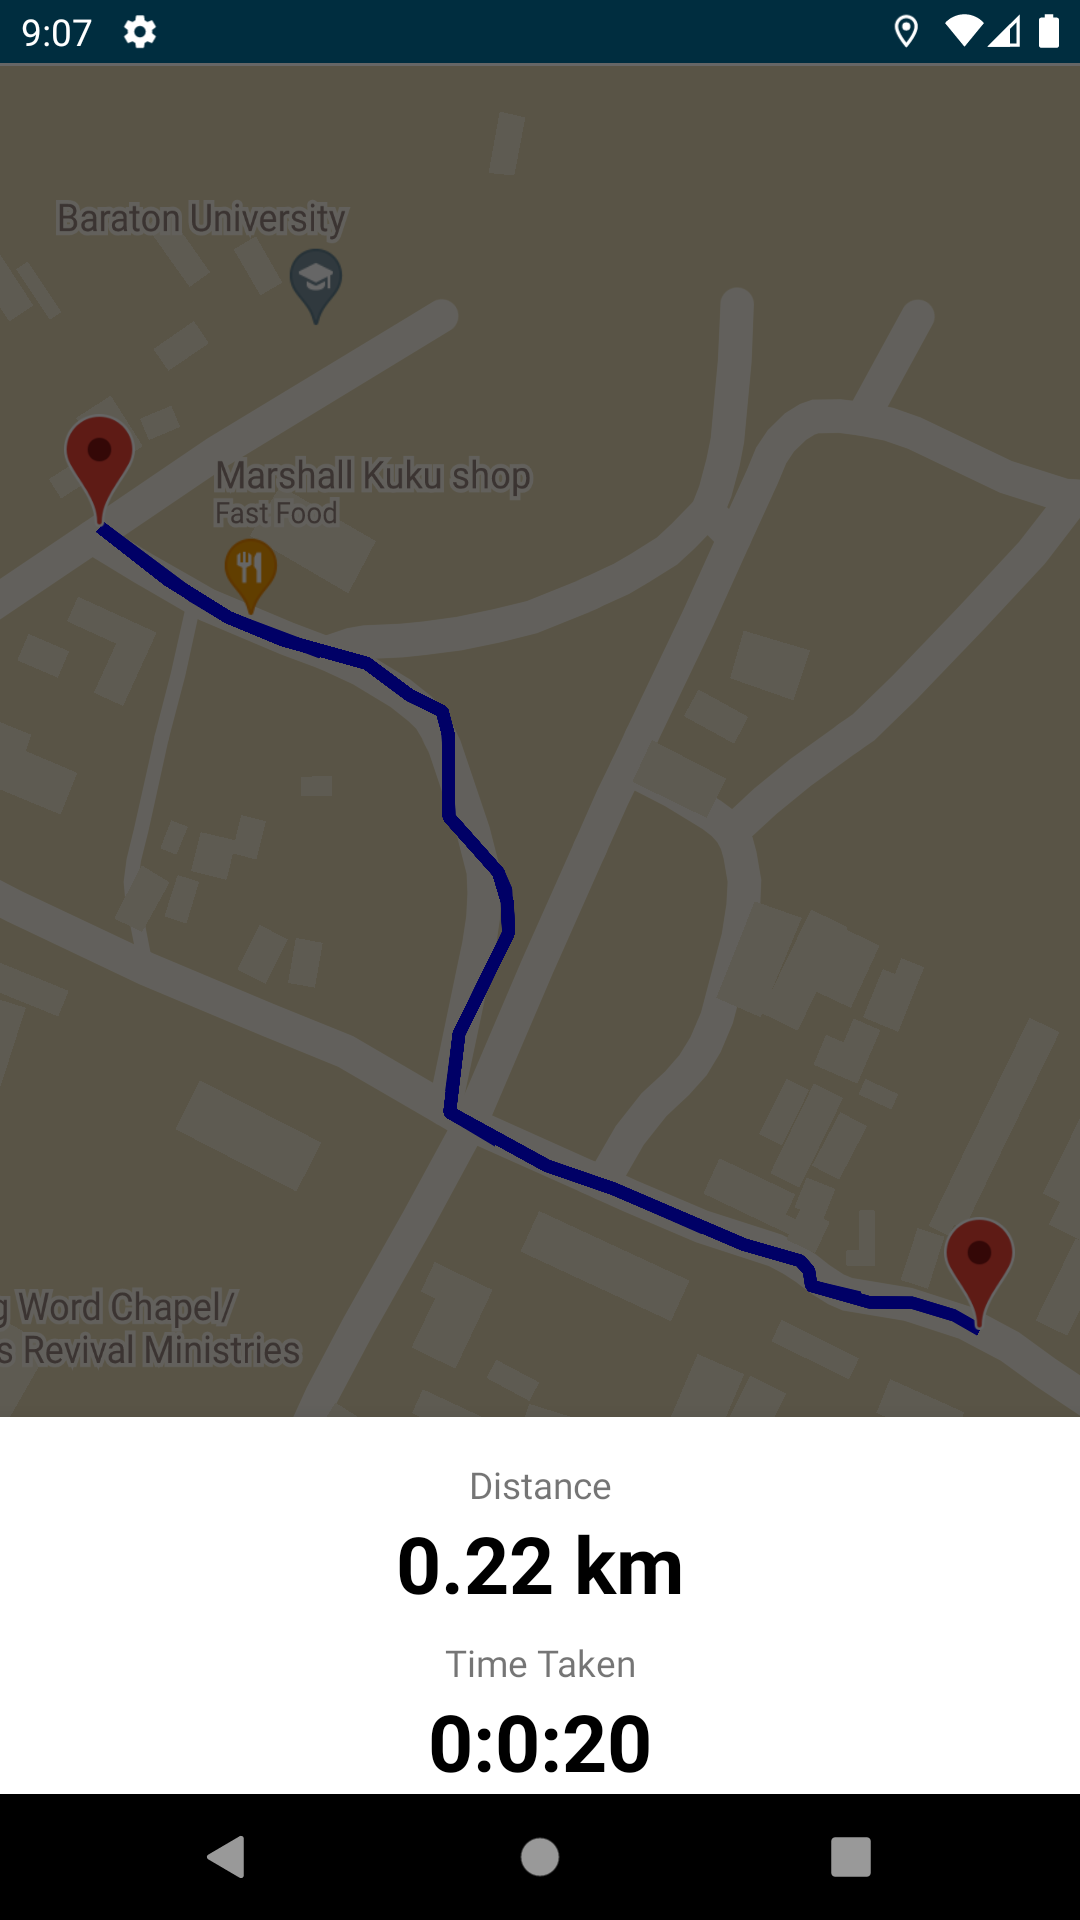 9:07
Baraton University
Marshall Kuku shop
Fast Food
g Word Chapel/
s Revival Ministries
Distance
0.22 km
Time Taken
0:0:20